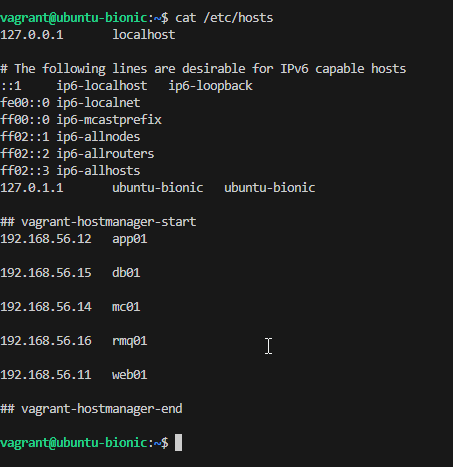 vagrant@ubuntu-bionic:~$ cat /etc/hosts
127.0.0.1       localhost
# The following lines are desirable for IPv6 capable hosts
::1     ip6-localhost   ip6-loopback
fe00::0 ip6-localnet
ff00::0 ip6-mcastprefix
ff02::1 ip6-allnodes
ff02::2 ip6-allrouters
ff02::3 ip6-allhosts
127.0.1.1       ubuntu-bionic   ubuntu-bionic
## vagrant-hostmanager-start
192.168.56.12   app01
192.168.56.15   db01
192.168.56.14   mc01
192.168.56.16   rmq01
192.168.56.11   web01
## vagrant-hostmanager-end
vagrant@ubuntu-bionic:~$